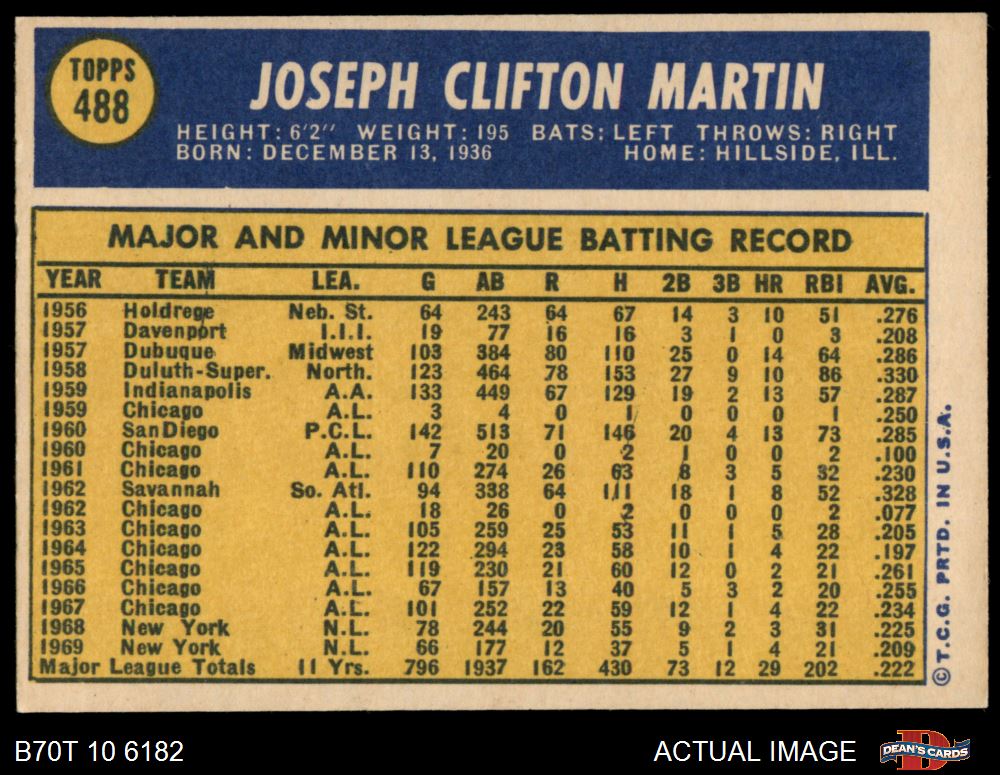 TOPPS
488
JOSEPH CLIFTON MARTIN
HEIGHT: 6'2" WEIGHT: 195 BATS: LEFT THROWS: RIGHT
BORN: DECEMBER 13, 1936 HOME: HILLSIDE, ILL.
MAJOR AND MINOR LEAGUE BATTING RECORD
YEAR TEAM LEA. G AB R H 2B 3B HR RBI AVG.
1956 Holdrege Neb. St. 64 243 64 67 14 3 10 51 .276
1957 Davenport I.I.I. 19 77 16 16 3 1 0 3 .208
1957 Dubuque Midwest 103 384 80 110 25 0 14 64 .286
1958 Duluth-Super. North. 123 464 78 153 27 9 10 86 .330
1959 Indianapolis A.A. 133 449 67 129 19 2 13 57 .287
1959 Chicago A.L. 3 4 0 1 0 0 0 1 .250
1960 San Diego P.C.L. 142 513 71 146 20 4 13 73 .285
1960 Chicago A.L. 7 20 0 2 1 0 0 2 .100
1961 Chicago A.L. 110 274 26 63 8 3 5 32 .230
1962 Savannah So. Atl. 94 338 64 111 18 1 8 52 .328
1962 Chicago A.L. 18 26 0 2 0 0 0 2 .077
1963 Chicago A.L. 105 259 25 53 11 1 5 28 .205
1964 Chicago A.L. 122 294 23 58 10 1 4 22 .197
1965 Chicago A.L. 119 230 21 60 12 0 2 21 .261
1966 Chicago A.L. 67 157 13 40 5 3 2 20 .255
1967 Chicago A.L. 101 252 22 59 12 1 4 22 .234
1968 New York N.L. 78 244 20 55 9 2 3 31 .225
1969 New York N.L. 66 177 12 37 5 1 4 21 .209
Major League Totals 11 Yrs. 796 1937 162 430 73 12 29 202 .222
© T.C.G. PRTD. IN U.S.A.
B70T 10 6182
ACTUAL IMAGE
D
DEAN'S CARDS